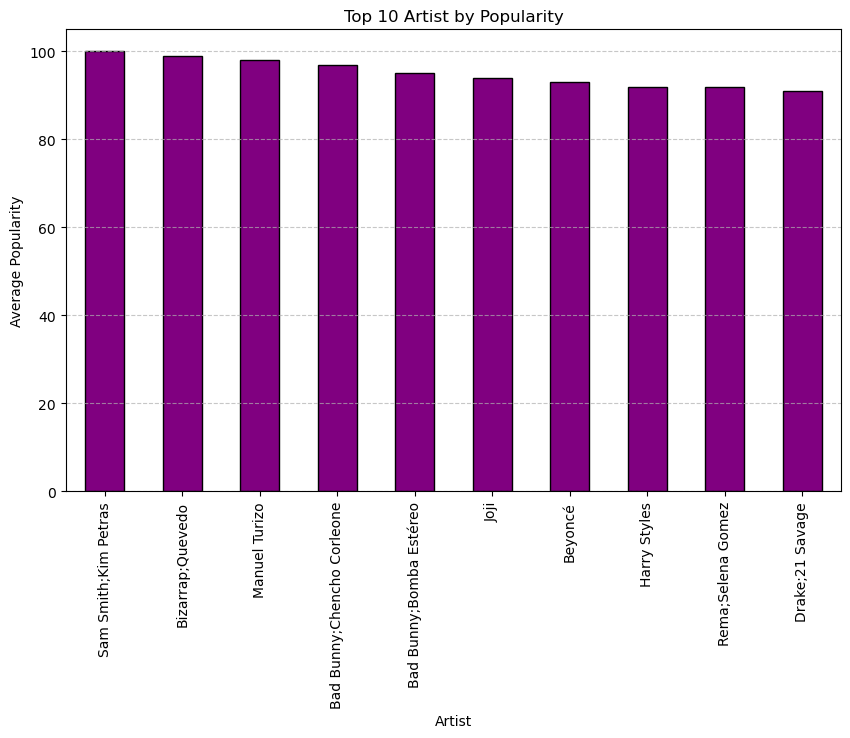 Top 10 Artist by Popularity
Average Popularity
100
80
60
40
20
0
Sam Smith;Kim Petras
Bizarrap;Quevedo
Manuel Turizo
Bad Bunny;Chencho Corleone
Bad Bunny;Bomba Estéreo
Joji
Beyoncé
Harry Styles
Rema;Selena Gomez
Drake;21 Savage
Artist